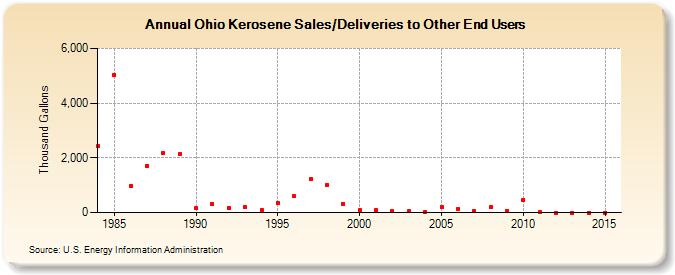 Annual Ohio Kerosene Sales/Deliveries to Other End Users
Thousand Gallons
6,000
4,000
2,000
0
1985 1990 1995 2000 2005 2010 2015
Source: U.S. Energy Information Administration